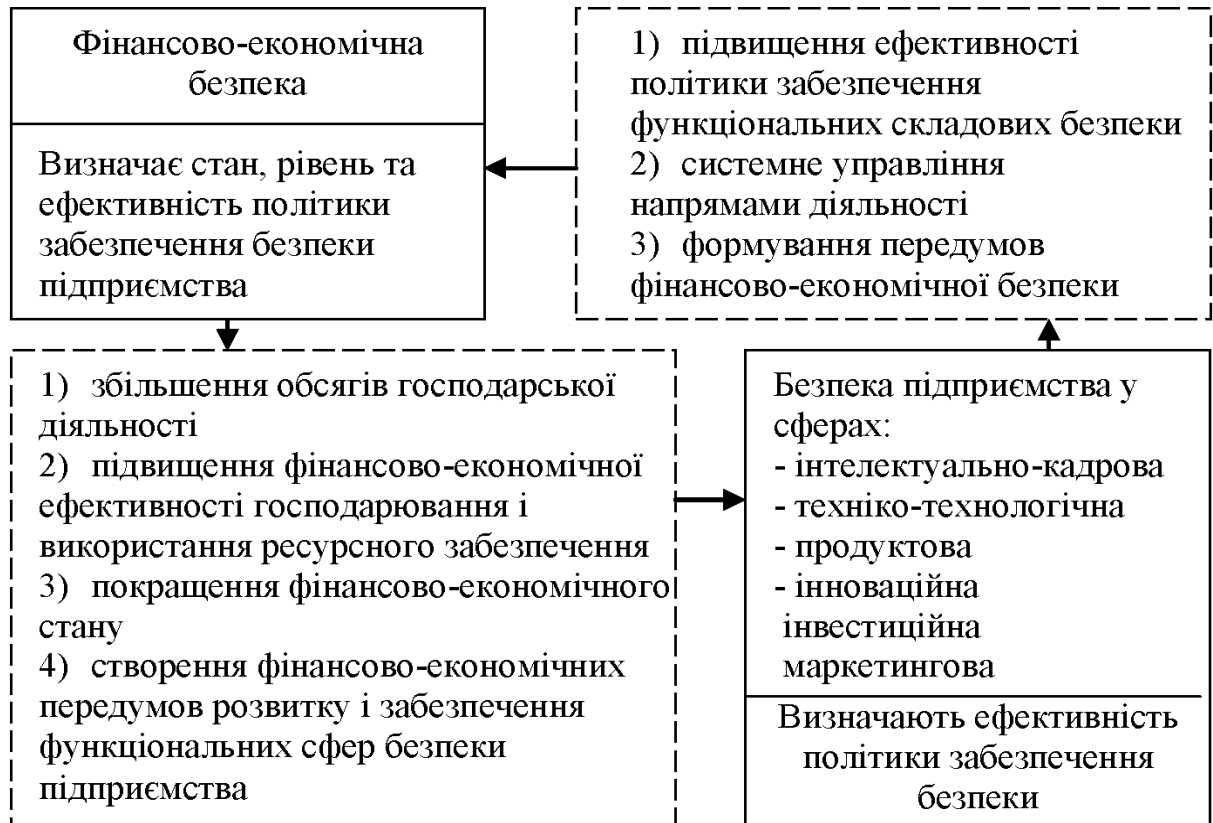 Фінансово-економічна
безпека
Визначає стан, рівень та
ефективність політики
забезпечення безпеки
підприємства
1) підвищення ефективності
політики забезпечення
функціональних складових безпеки
2) системне управління
напрямами діяльності
3) формування передумов
фінансово-економічної безпеки
1) збільшення обсягів господарської
діяльності
2) підвищення фінансово-економічної
ефективності господарювання і
використання ресурсного забезпечення
3) покращення фінансово-економічного
стану
4) створення фінансово-економічних
передумов розвитку і забезпечення
функціональних сфер безпеки
підприємства
Безпека підприємства у
сферах:
- інтелектуально-кадрова
- техніко-технологічна
- продуктова
- інноваційна
інвестиційна
маркетингова
Визначають ефективність
політики забезпечення
безпеки